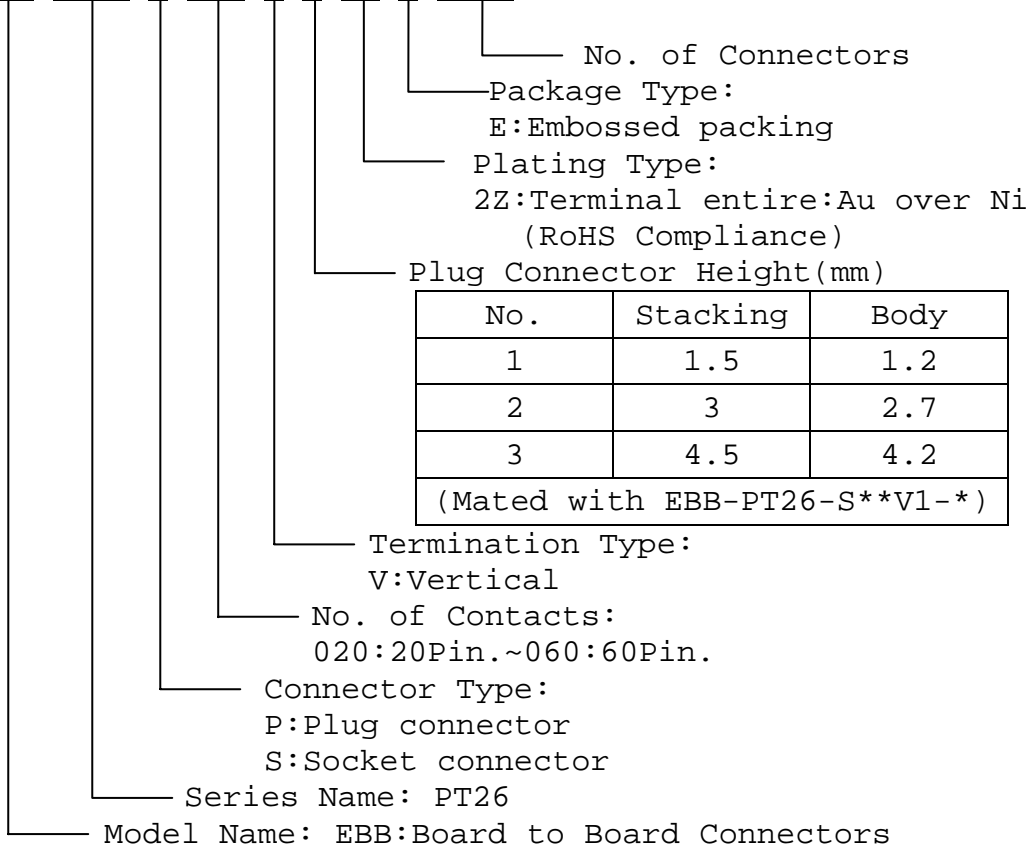 No. of Connectors
Package Type:
E:Embossed packing
Plating Type:
2Z:Terminal entire:Au over Ni
(RoHS Compliance)
Plug Connector Height(mm)
No. Stacking Body
1 1.5 1.2
2 3 2.7
3 4.5 4.2
(Mated with EBB-PT26-S**V1-*)
Termination Type:
V:Vertical
No. of Contacts:
020:20Pin.~060:60Pin.
Connector Type:
P:Plug connector
S:Socket connector
Series Name: PT26
Model Name: EBB:Board to Board Connectors